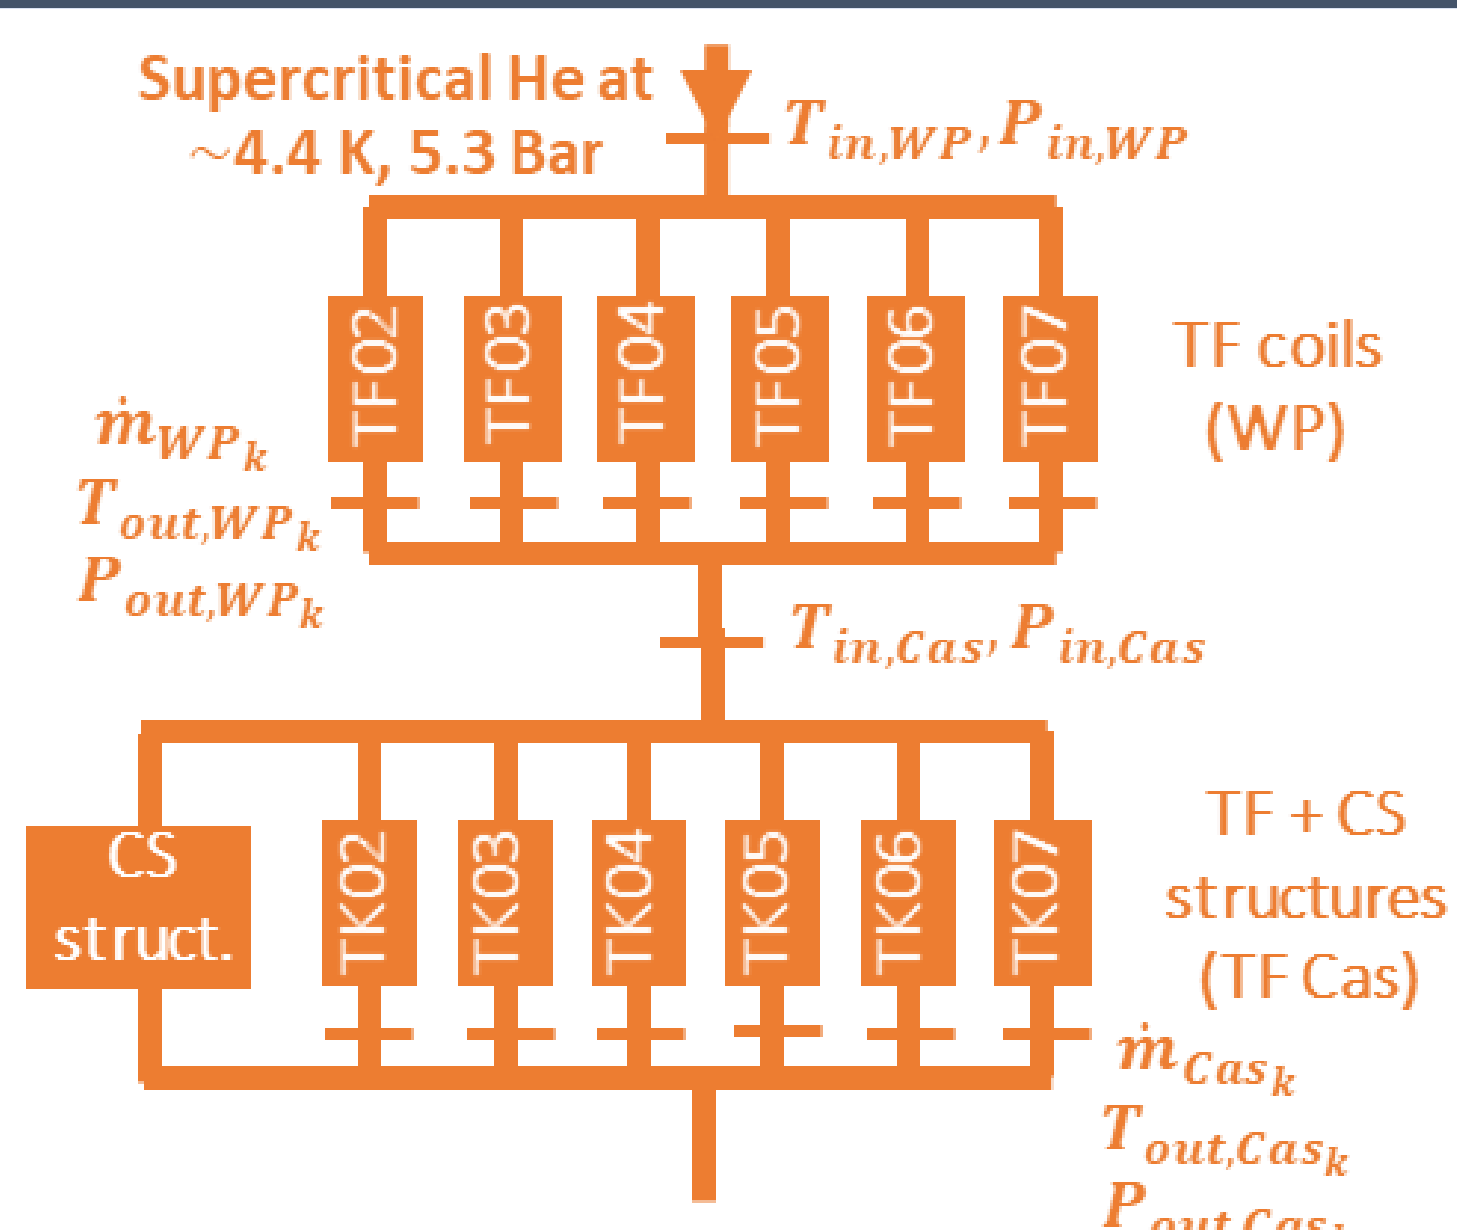 Supercritical He at
~4.4 K, 5.3 Bar
T_in,WP, P_in,WP
TF02
TF03
TF04
TF05
TF06
TF07
TF coils
(WP)
ṁ_WP_k
T_out,WP_k
P_out,WP_k
T_in,Cas, P_in,Cas
CS
struct.
TK02
TK03
TK04
TK05
TK06
TK07
TF + CS
structures
(TF Cas)
ṁ_Cas_k
T_out,Cas_k
P_out,Cas